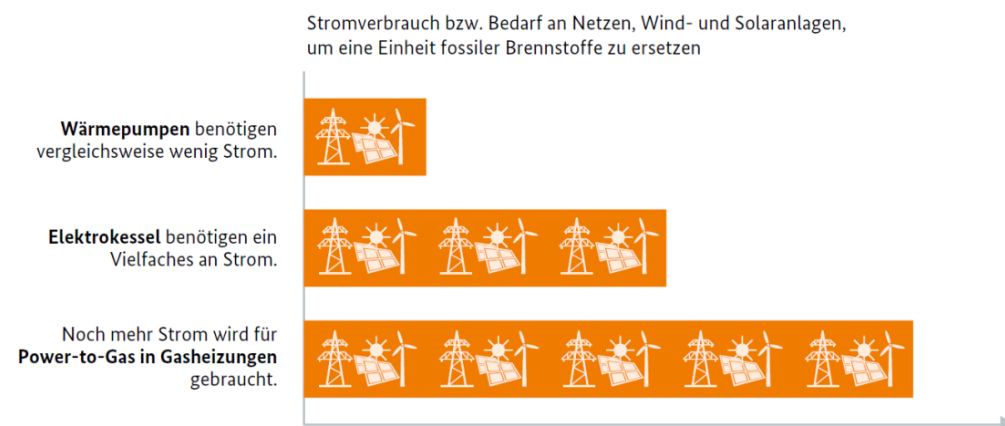 Stromverbrauch bzw. Bedarf an Netzen, Wind- und Solaranlagen,
um eine Einheit fossiler Brennstoffe zu ersetzen
Wärmepumpen benötigen
vergleichsweise wenig Strom.
Elektrokessel benötigen ein
Vielfaches an Strom.
Noch mehr Strom wird für
Power-to-Gas in Gasheizungen
gebraucht.